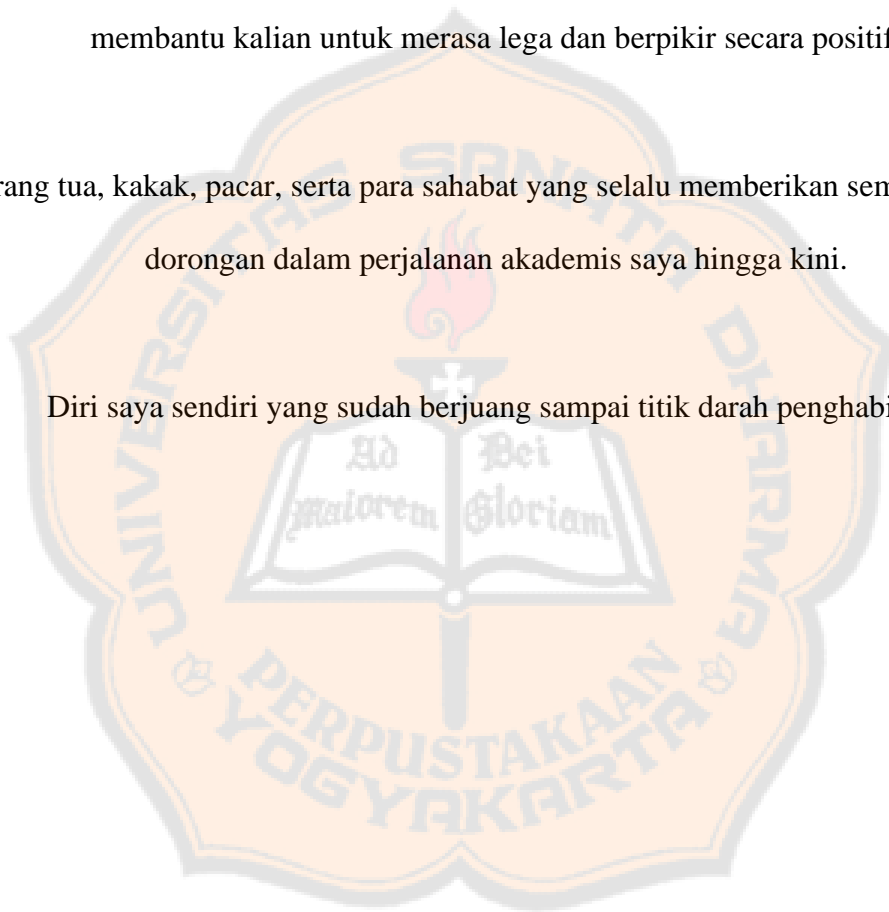 membantu kalian untuk merasa lega dan berpikir secara positif
rang tua, kakak, pacar, serta para sahabat yang selalu memberikan sem
dorongan dalam perjalanan akademis saya hingga kini.
Diri saya sendiri yang sudah berjuang sampai titik darah penghabi
UNIVERSITAS SANATA DHARMA
Ad Maiorem
Dei Gloriam
PERPUSTAKAAN
YOGYAKARTA